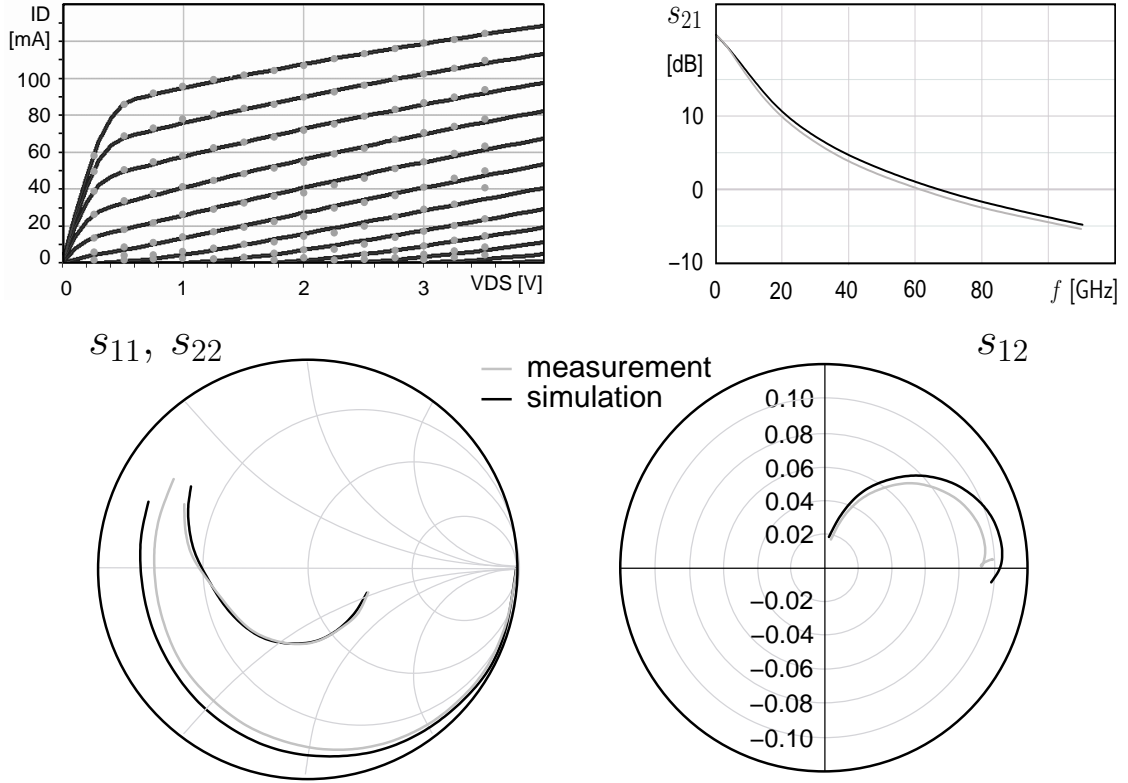 ID
[mA]
100
80
60
40
20
0
0 1 2 3 VDS [V]
s21
[dB]
10
0
−10
0 20 40 60 80 f [GHz]
s11, s22
measurement
simulation
s12
0.10
0.08
0.06
0.04
0.02
−0.02
−0.04
−0.06
−0.08
−0.10